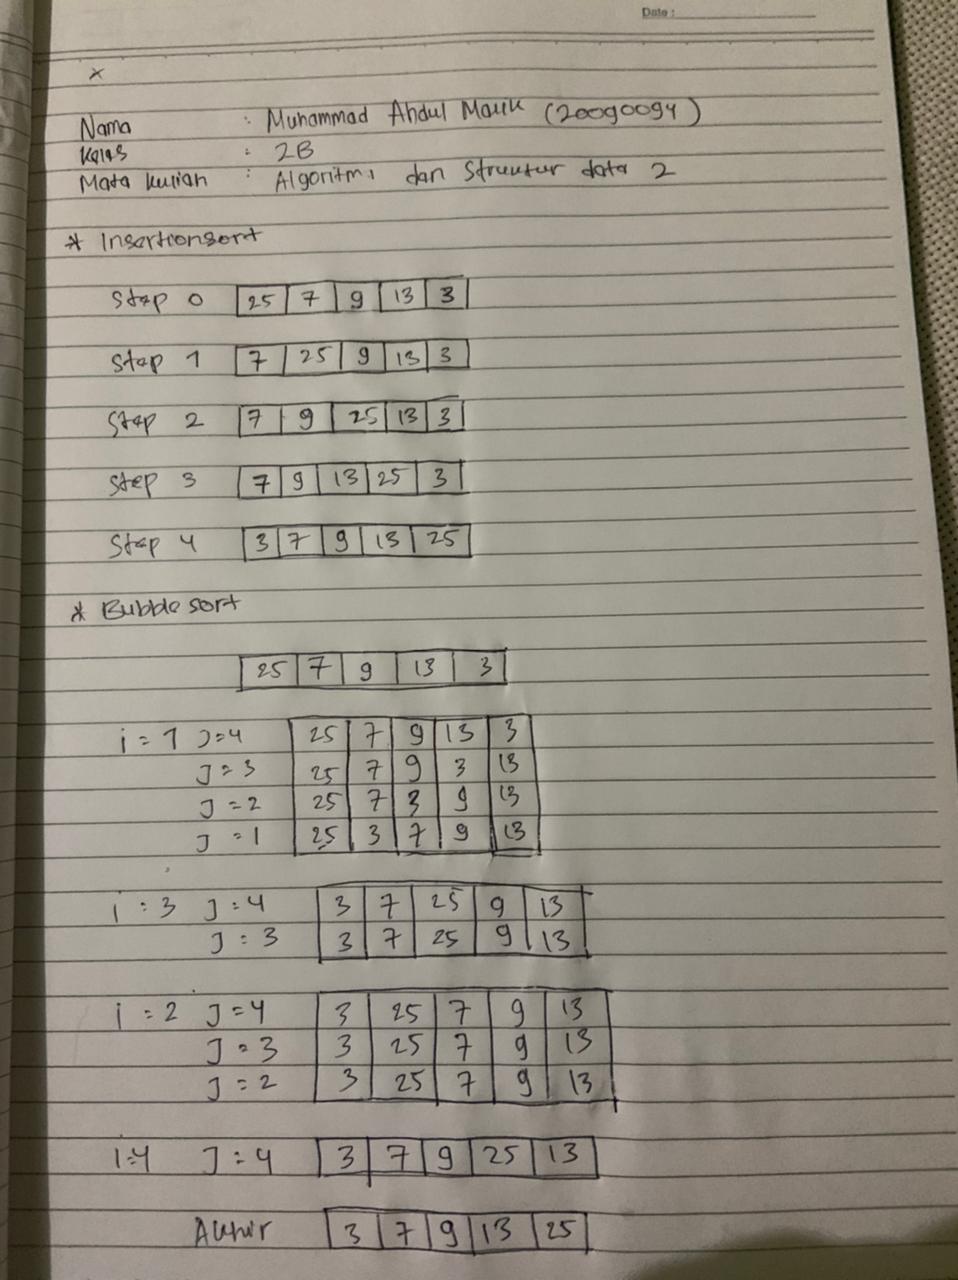 Date :
x
Nama : Muhammad Abdul Malik (20090094)
Kelas : 2B
Mata kuliah : Algoritma dan Struktur data 2
* Insertionsort
Step 0 25 7 9 13 3
Step 1 7 25 9 13 3
Step 2 7 9 25 13 3
Step 3 7 9 13 25 3
Step 4 3 7 9 13 25
* Bubble sort
25 7 9 13 3
i = 1 J=4 25 7 9 13 3
J = 3 25 7 9 3 13
J = 2 25 7 3 9 13
J = 1 25 3 7 9 13
i : 3 J : 4 3 7 25 9 13
J : 3 3 7 25 9 13
i = 2 J = 4 3 25 7 9 13
J = 3 3 25 7 9 13
J = 2 3 25 7 9 13
i=4 J = 4 3 7 9 25 13
Akhir 3 7 9 13 25